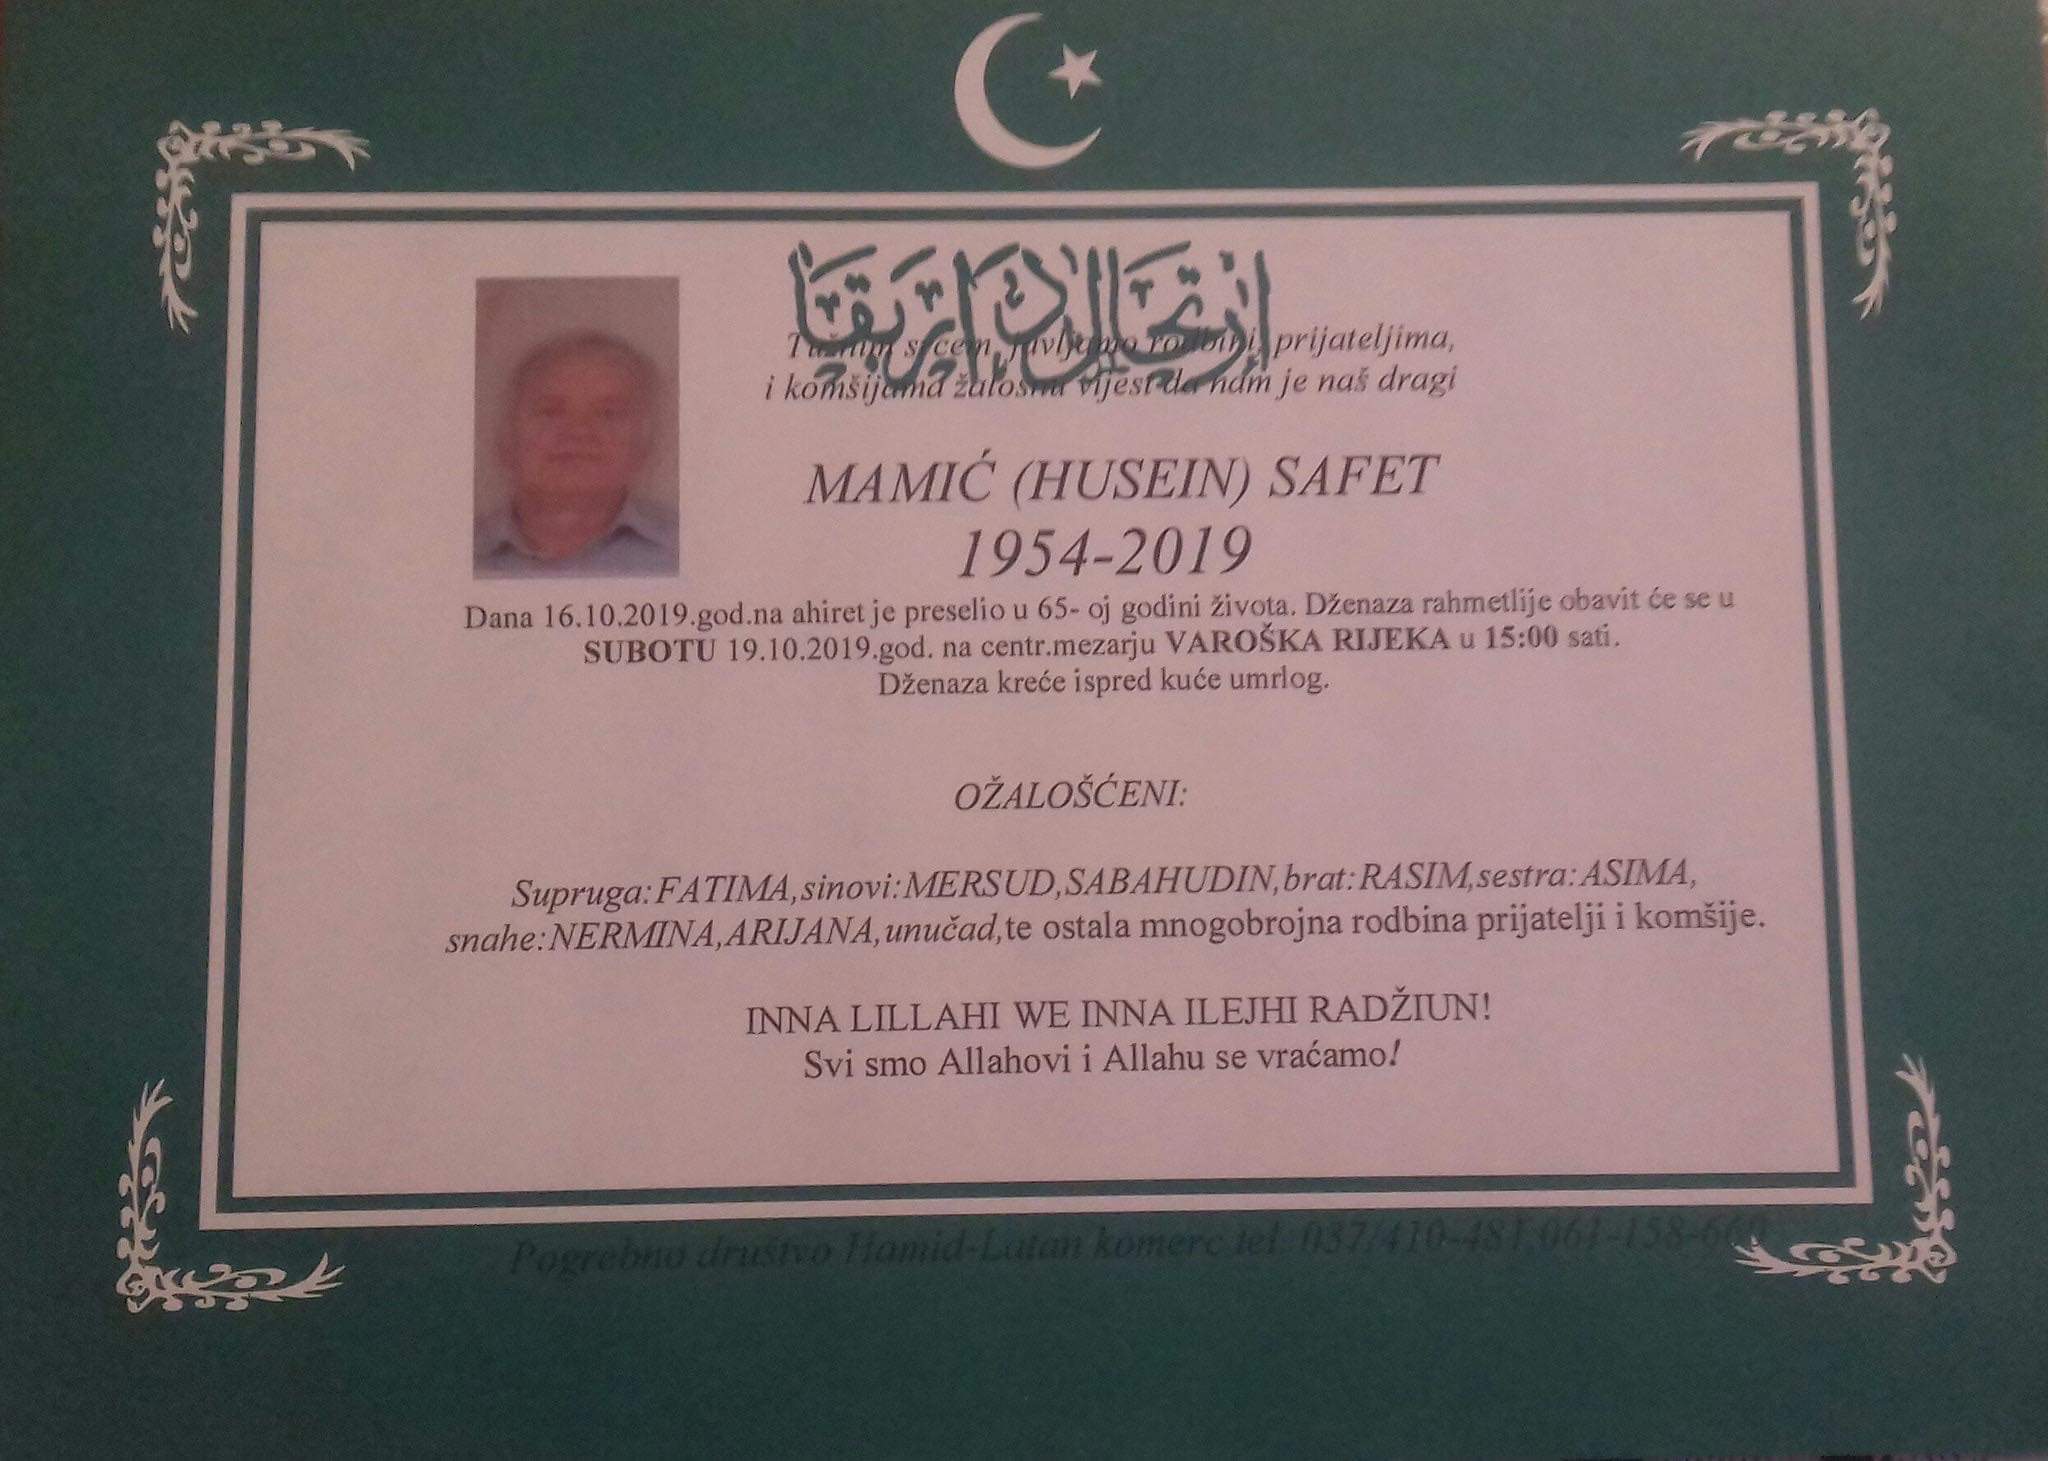 إرتحال دار بقا
Tužnim srcem, javljamo rodbini, prijateljima,
i komšijama žalosnu vijest da nam je naš dragi
MAMIĆ (HUSEIN) SAFET
1954-2019
Dana 16.10.2019.god.na ahiret je preselio u 65- oj godini života. Dženaza rahmetlije obavit će se u
SUBOTU 19.10.2019.god. na centr.mezarju VAROŠKA RIJEKA u 15:00 sati.
Dženaza kreće ispred kuće umrlog.
OŽALOŠĆENI:
Supruga:FATIMA,sinovi:MERSUD,SABAHUDIN,brat:RASIM,sestra:ASIMA,
snahe:NERMINA,ARIJANA,unučad,te ostala mnogobrojna rodbina prijatelji i komšije.
INNA LILLAHI WE INNA ILEJHI RADŽIUN!
Svi smo Allahovi i Allahu se vraćamo!
Pogrebno društvo Hamid-Lutan komerc tel. 037/410-481,061-158-660